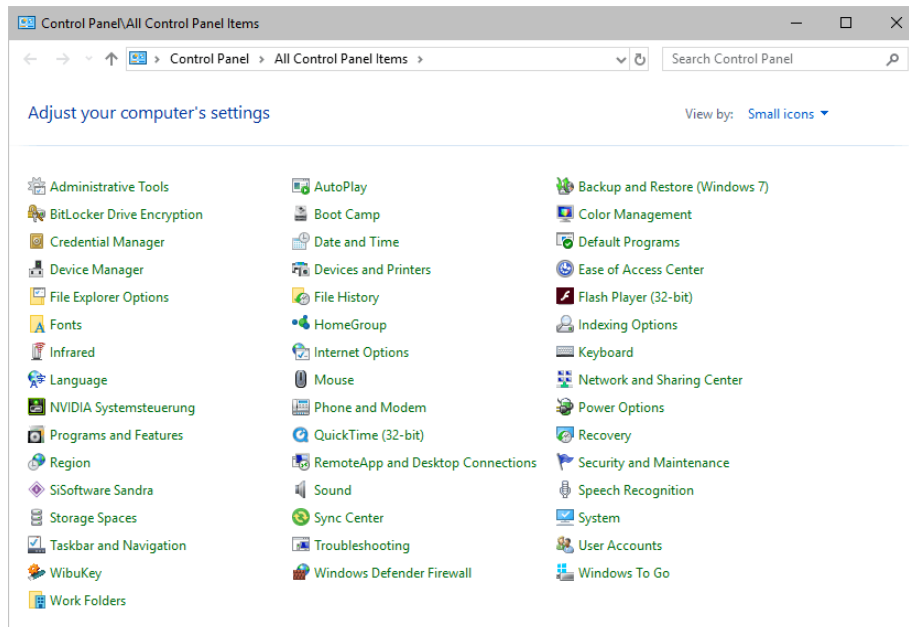 Control Panel\All Control Panel Items
Control Panel > All Control Panel Items >
Search Control Panel
Adjust your computer's settings
View by: Small icons
Administrative Tools
AutoPlay
Backup and Restore (Windows 7)
BitLocker Drive Encryption
Boot Camp
Color Management
Credential Manager
Date and Time
Default Programs
Device Manager
Devices and Printers
Ease of Access Center
File Explorer Options
File History
Flash Player (32-bit)
Fonts
HomeGroup
Indexing Options
Infrared
Internet Options
Keyboard
Language
Mouse
Network and Sharing Center
NVIDIA Systemsteuerung
Phone and Modem
Power Options
Programs and Features
QuickTime (32-bit)
Recovery
Region
RemoteApp and Desktop Connections
Security and Maintenance
SiSoftware Sandra
Sound
Speech Recognition
Storage Spaces
Sync Center
System
Taskbar and Navigation
Troubleshooting
User Accounts
WibuKey
Windows Defender Firewall
Windows To Go
Work Folders